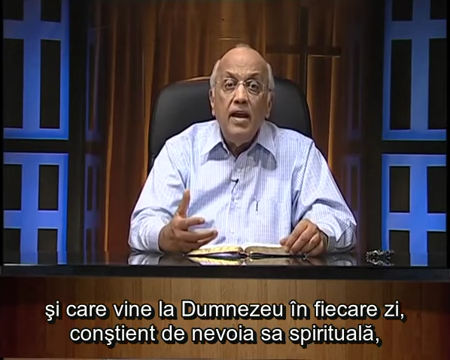 şi care vine la Dumnezeu în fiecare zi,
conştient de nevoia sa spirituală,